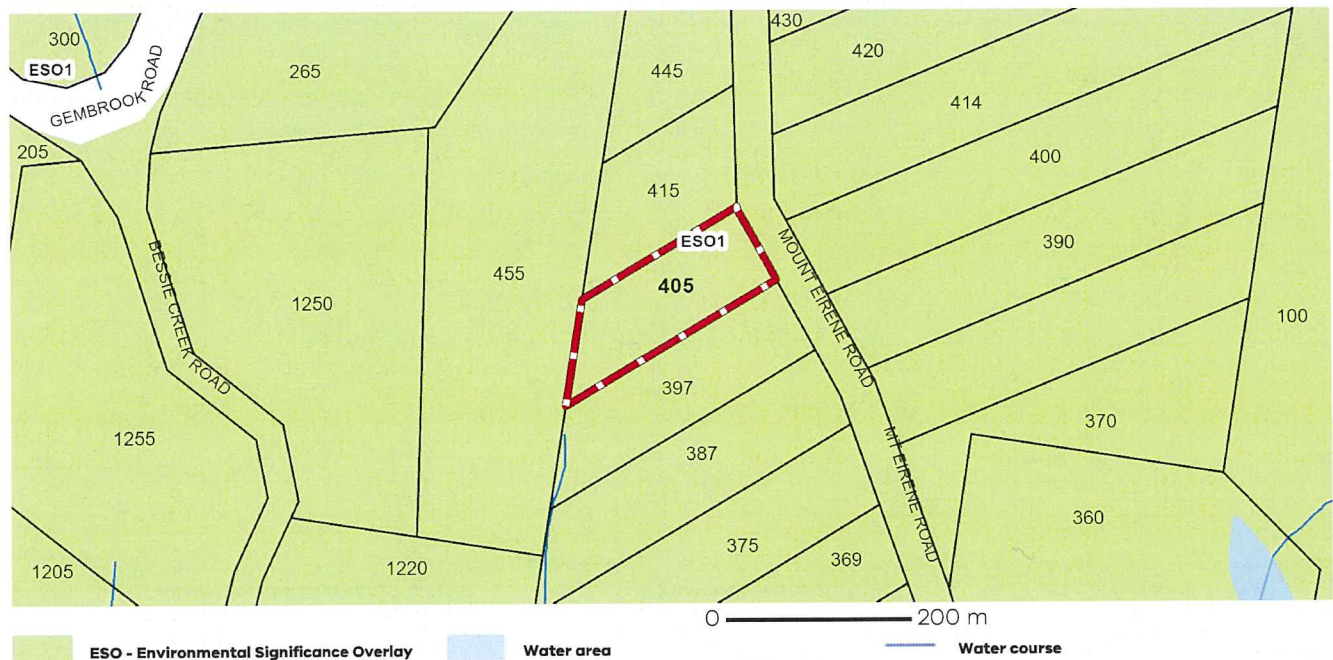 300
ESO1
GEMBROOK ROAD
205
265
445
430
420
414
400
415
ESO1
405
390
455
1250
BESSIE CREEK ROAD
MOUNT EIRENE ROAD
100
397
1255
387
370
MT EIRENE ROAD
360
375
369
1205
1220
0 200 m
ESO - Environmental Significance Overlay
Water area
Water course